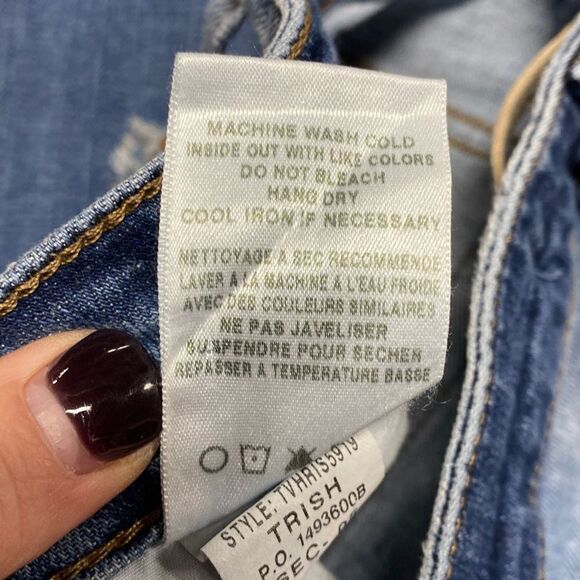 MACHINE WASH COLD
INSIDE OUT WITH LIKE COLORS
DO NOT BLEACH
HANG DRY
COOL IRON IF NECESSARY
NETTOYAGE A SEC RECOMMENDE
LAVER A LA MACHINE A L'EAU FROIDE
AVEC DES COULEURS SIMILAIRES
NE PAS JAVELISER
SUSPENDRE POUR SECHER
REPASSER A TEMPERATURE BASSE
STYLE: TVHRTS5919
TRISH
P.O. 1493600B
SEC-